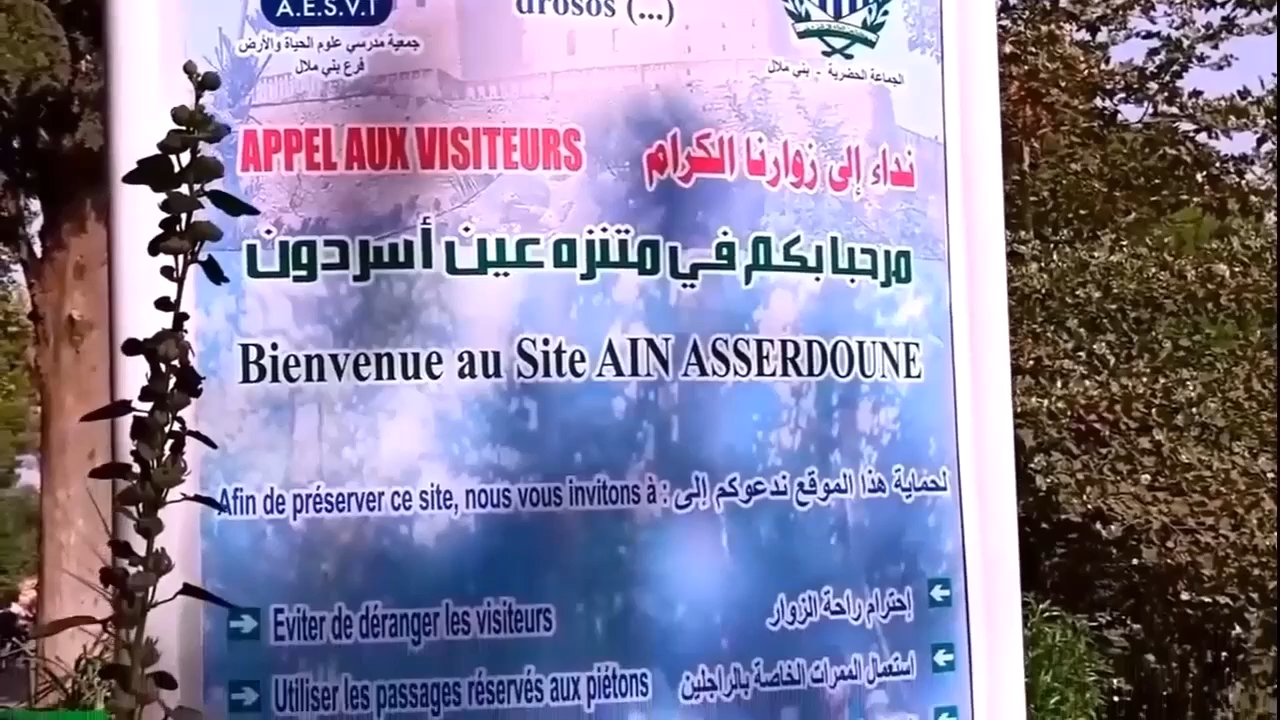 A.E.S.V.T
جمعية مدرسي علوم الحياة والأرض
فرع بني ملال
drosos (...)
الجماعة الحضرية - بني ملال
APPEL AUX VISITEURS
نداء إلى زوارنا الكرام
مرحبا بكم في متنزه عين أسردون
Bienvenue au Site AIN ASSERDOUNE
Afin de préserver ce site, nous vous invitons à : لحماية هذا الموقع ندعوكم إلى
Eviter de déranger les visiteurs
إحترام راحة الزوار
Utiliser les passages réservés aux piétons
استعمال الممرات الخاصة بالراجلين